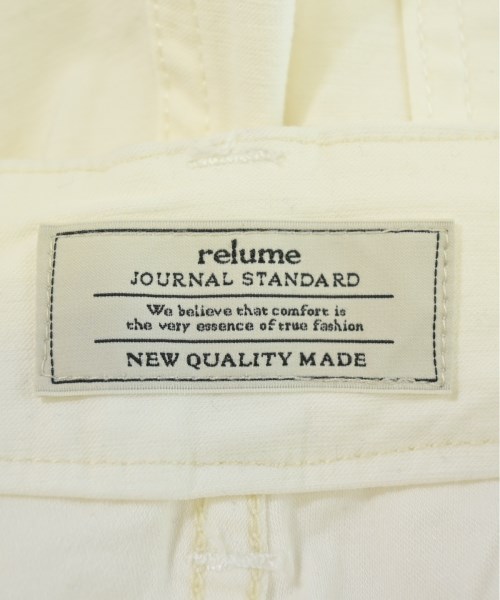 relume
JOURNAL STANDARD
We believe that comfort is
the very essence of true fashion
NEW QUALITY MADE